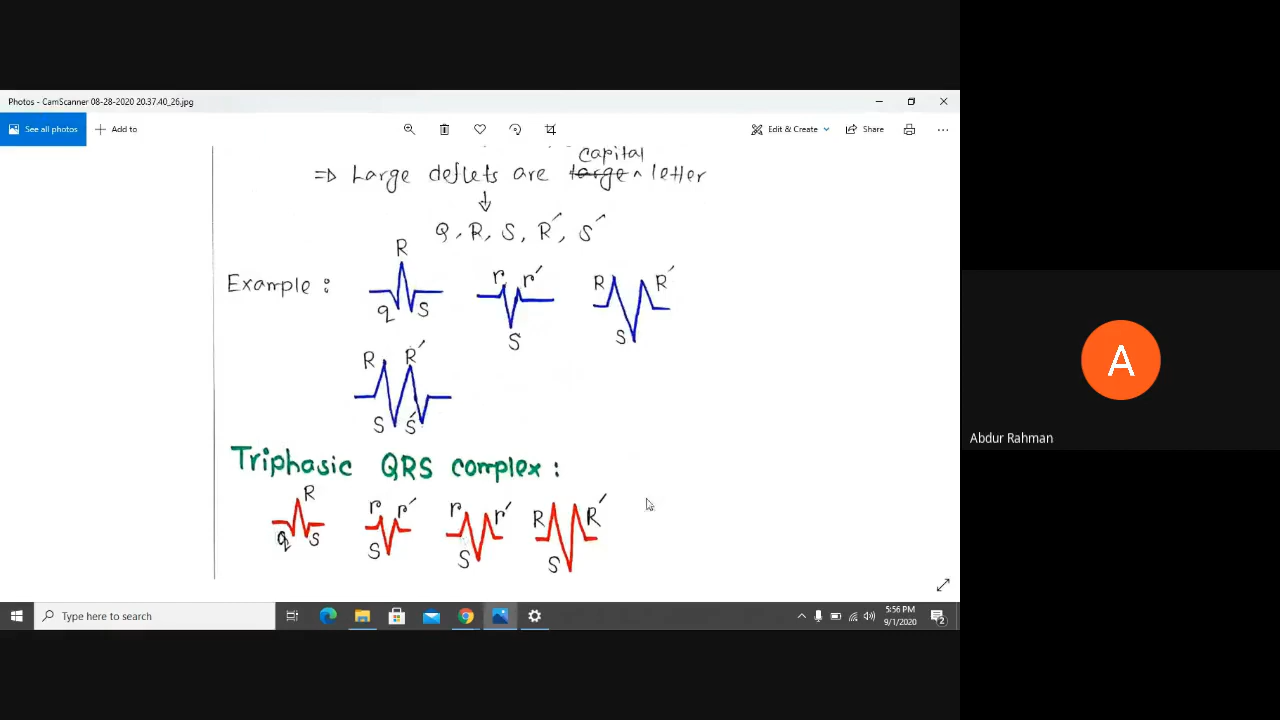 Photos - CamScanner 08-28-2020 20.37.40_26.jpg
See all photos
Add to
Edit & Create
Share
capital
⇒ Large deflets are large ^ letter
↓
Q, R, S, R´, S´
Example :
R
q S
r r´
S
R R´
S
R R´
S S´
Triphasic QRS complex :
R
q S
r r´
S
r r´
S
R R´
S
Abdur Rahman
A
Type here to search
5:56 PM
9/1/2020
2